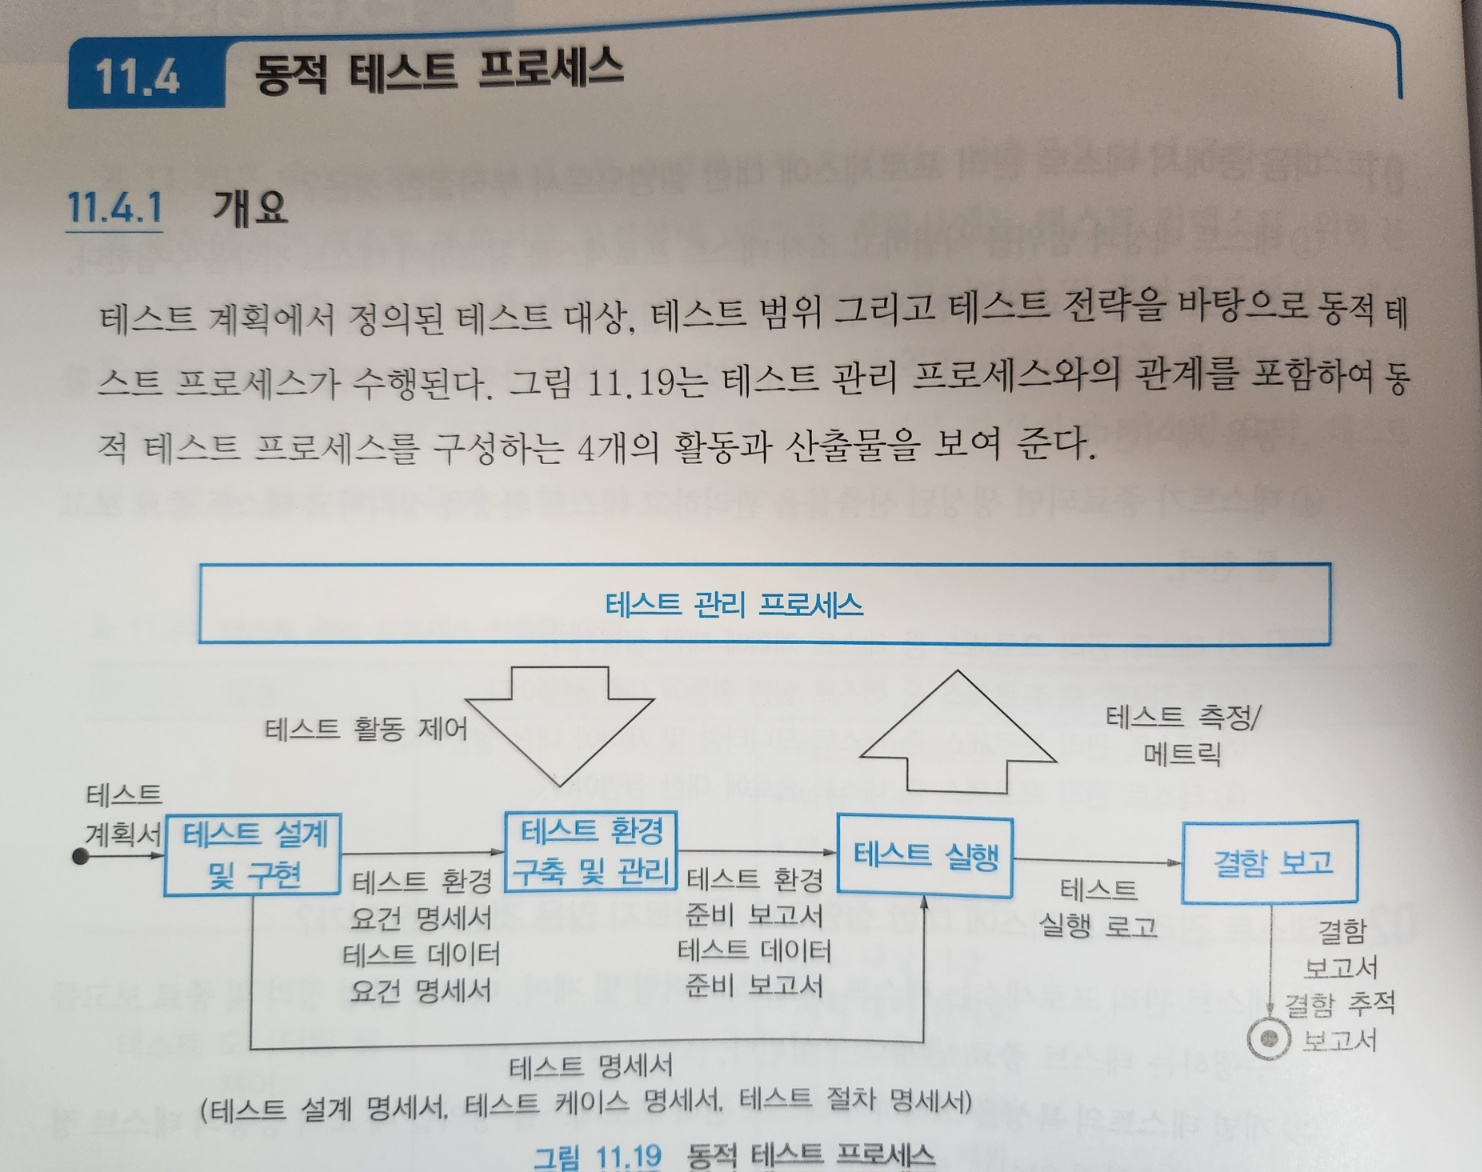 11.4 동적 테스트 프로세스
11.4.1 개요
테스트 계획에서 정의된 테스트 대상, 테스트 범위 그리고 테스트 전략을 바탕으로 동적 테
스트 프로세스가 수행된다. 그림 11.19는 테스트 관리 프로세스와의 관계를 포함하여 동
적 테스트 프로세스를 구성하는 4개의 활동과 산출물을 보여 준다.
테스트 관리 프로세스
테스트 활동 제어
테스트 측정/
메트릭
테스트
계획서
테스트 설계
및 구현
테스트 환경
요건 명세서
테스트 데이터
요건 명세서
테스트 환경
구축 및 관리
테스트 환경
준비 보고서
테스트 데이터
준비 보고서
테스트 실행
테스트
실행 로고
결함 보고
결함
보고서
결함 추적
보고서
테스트 명세서
(테스트 설계 명세서, 테스트 케이스 명세서, 테스트 절차 명세서)
그림 11.19 동적 테스트 프로세스